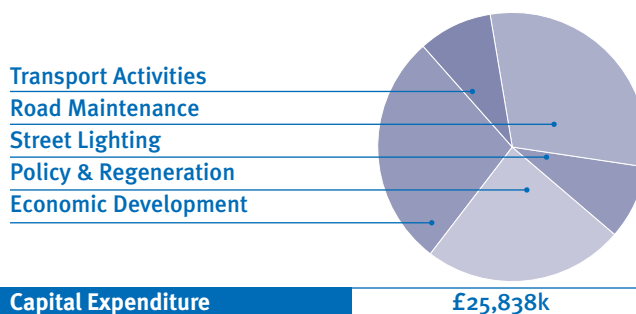 Transport Activities
Road Maintenance
Street Lighting
Policy & Regeneration
Economic Development
Capital Expenditure £25,838k